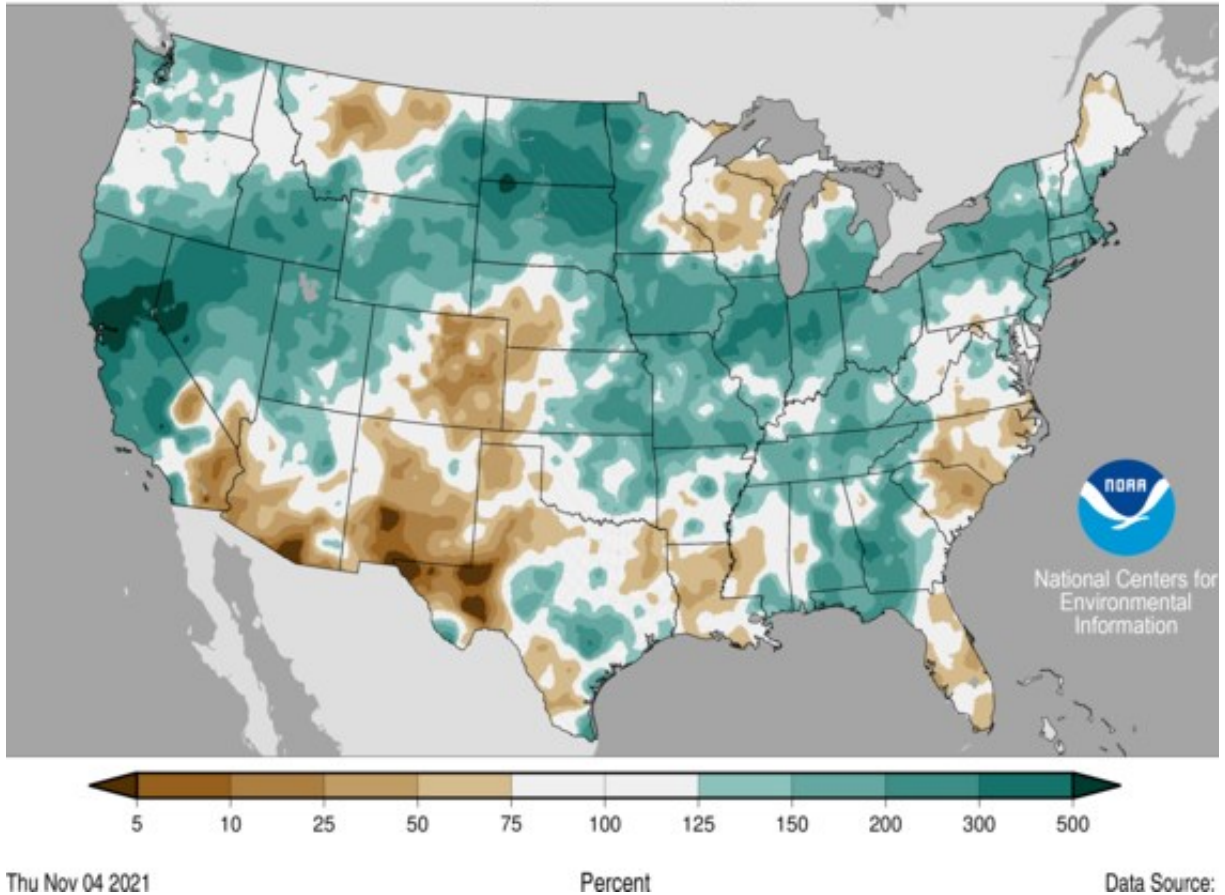 NOAA
National Centers for
Environmental
Information
5 10 25 50 75 100 125 150 200 300 500
Thu Nov 04 2021 Percent Data Source: